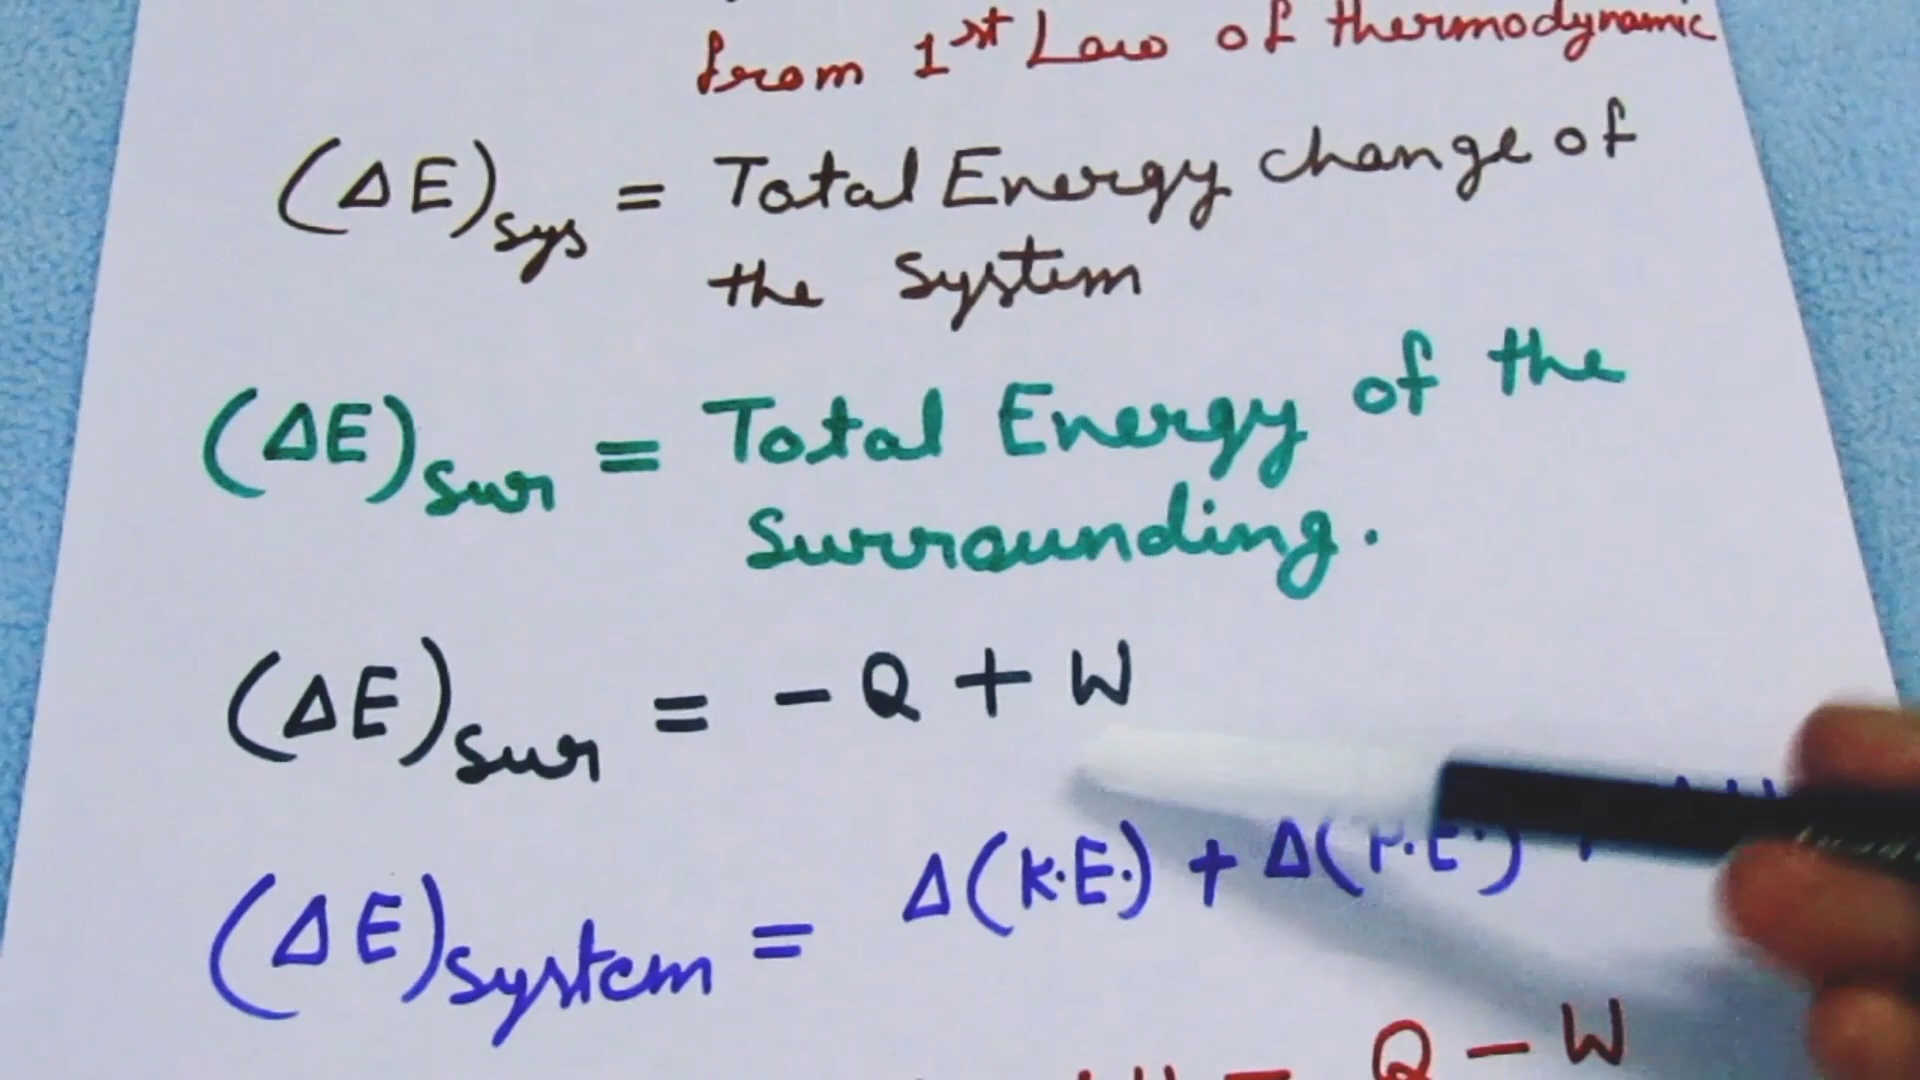 from 1st Law of thermodynamic
(ΔE)sys = Total Energy change of
the System
(ΔE)sur = Total Energy of the
Surrounding.
(ΔE)sur = - Q + W
(ΔE)system = Δ(K.E.) + Δ(P.E.) +
= Q - W